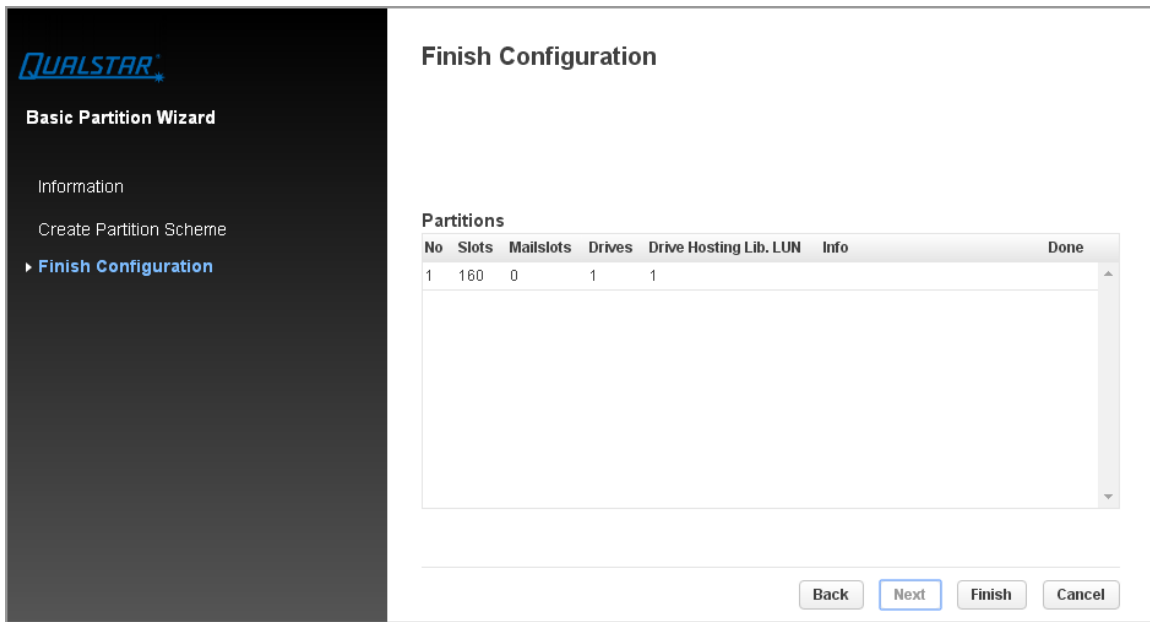 QUALSTAR
Basic Partition Wizard
Information
Create Partition Scheme
Finish Configuration
Finish Configuration
Partitions
No Slots Mailslots Drives Drive Hosting Lib. LUN Info Done
1 160 0 1 1
Back Next Finish Cancel